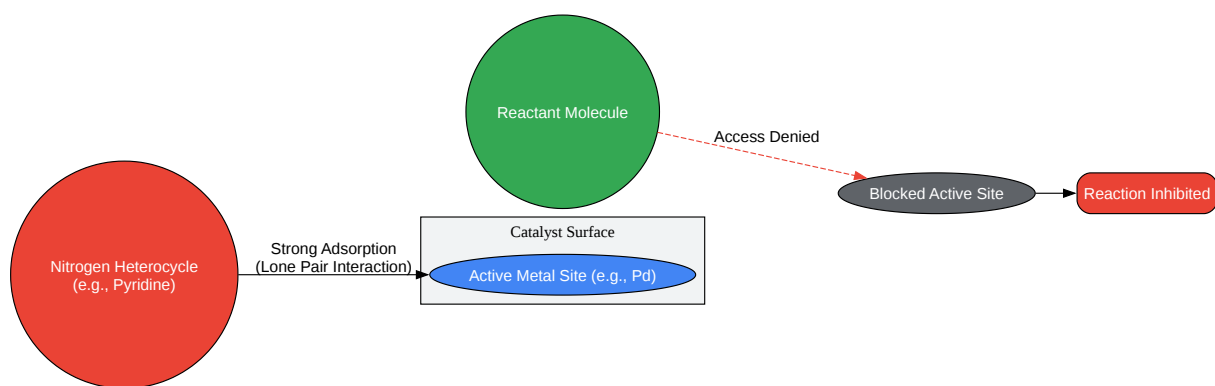 Reactant Molecule
Access Denied
Blocked Active Site
Reaction Inhibited
Catalyst Surface
Strong Adsorption
(Lone Pair Interaction)
Nitrogen Heterocycle
(e.g., Pyridine)
Active Metal Site (e.g., Pd)